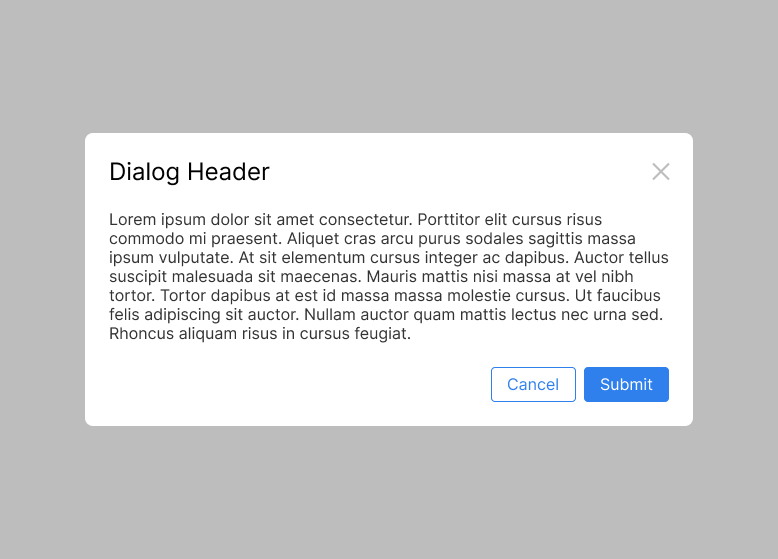 Dialog Header
Lorem ipsum dolor sit amet consectetur. Porttitor elit cursus risus
commodo mi praesent. Aliquet cras arcu purus sodales sagittis massa
ipsum vulputate. At sit elementum cursus integer ac dapibus. Auctor tellus
suscipit malesuada sit maecenas. Mauris mattis nisi massa at vel nibh
tortor. Tortor dapibus at est id massa massa molestie cursus. Ut faucibus
felis adipiscing sit auctor. Nullam auctor quam mattis lectus nec urna sed.
Rhoncus aliquam risus in cursus feugiat.
Cancel
Submit